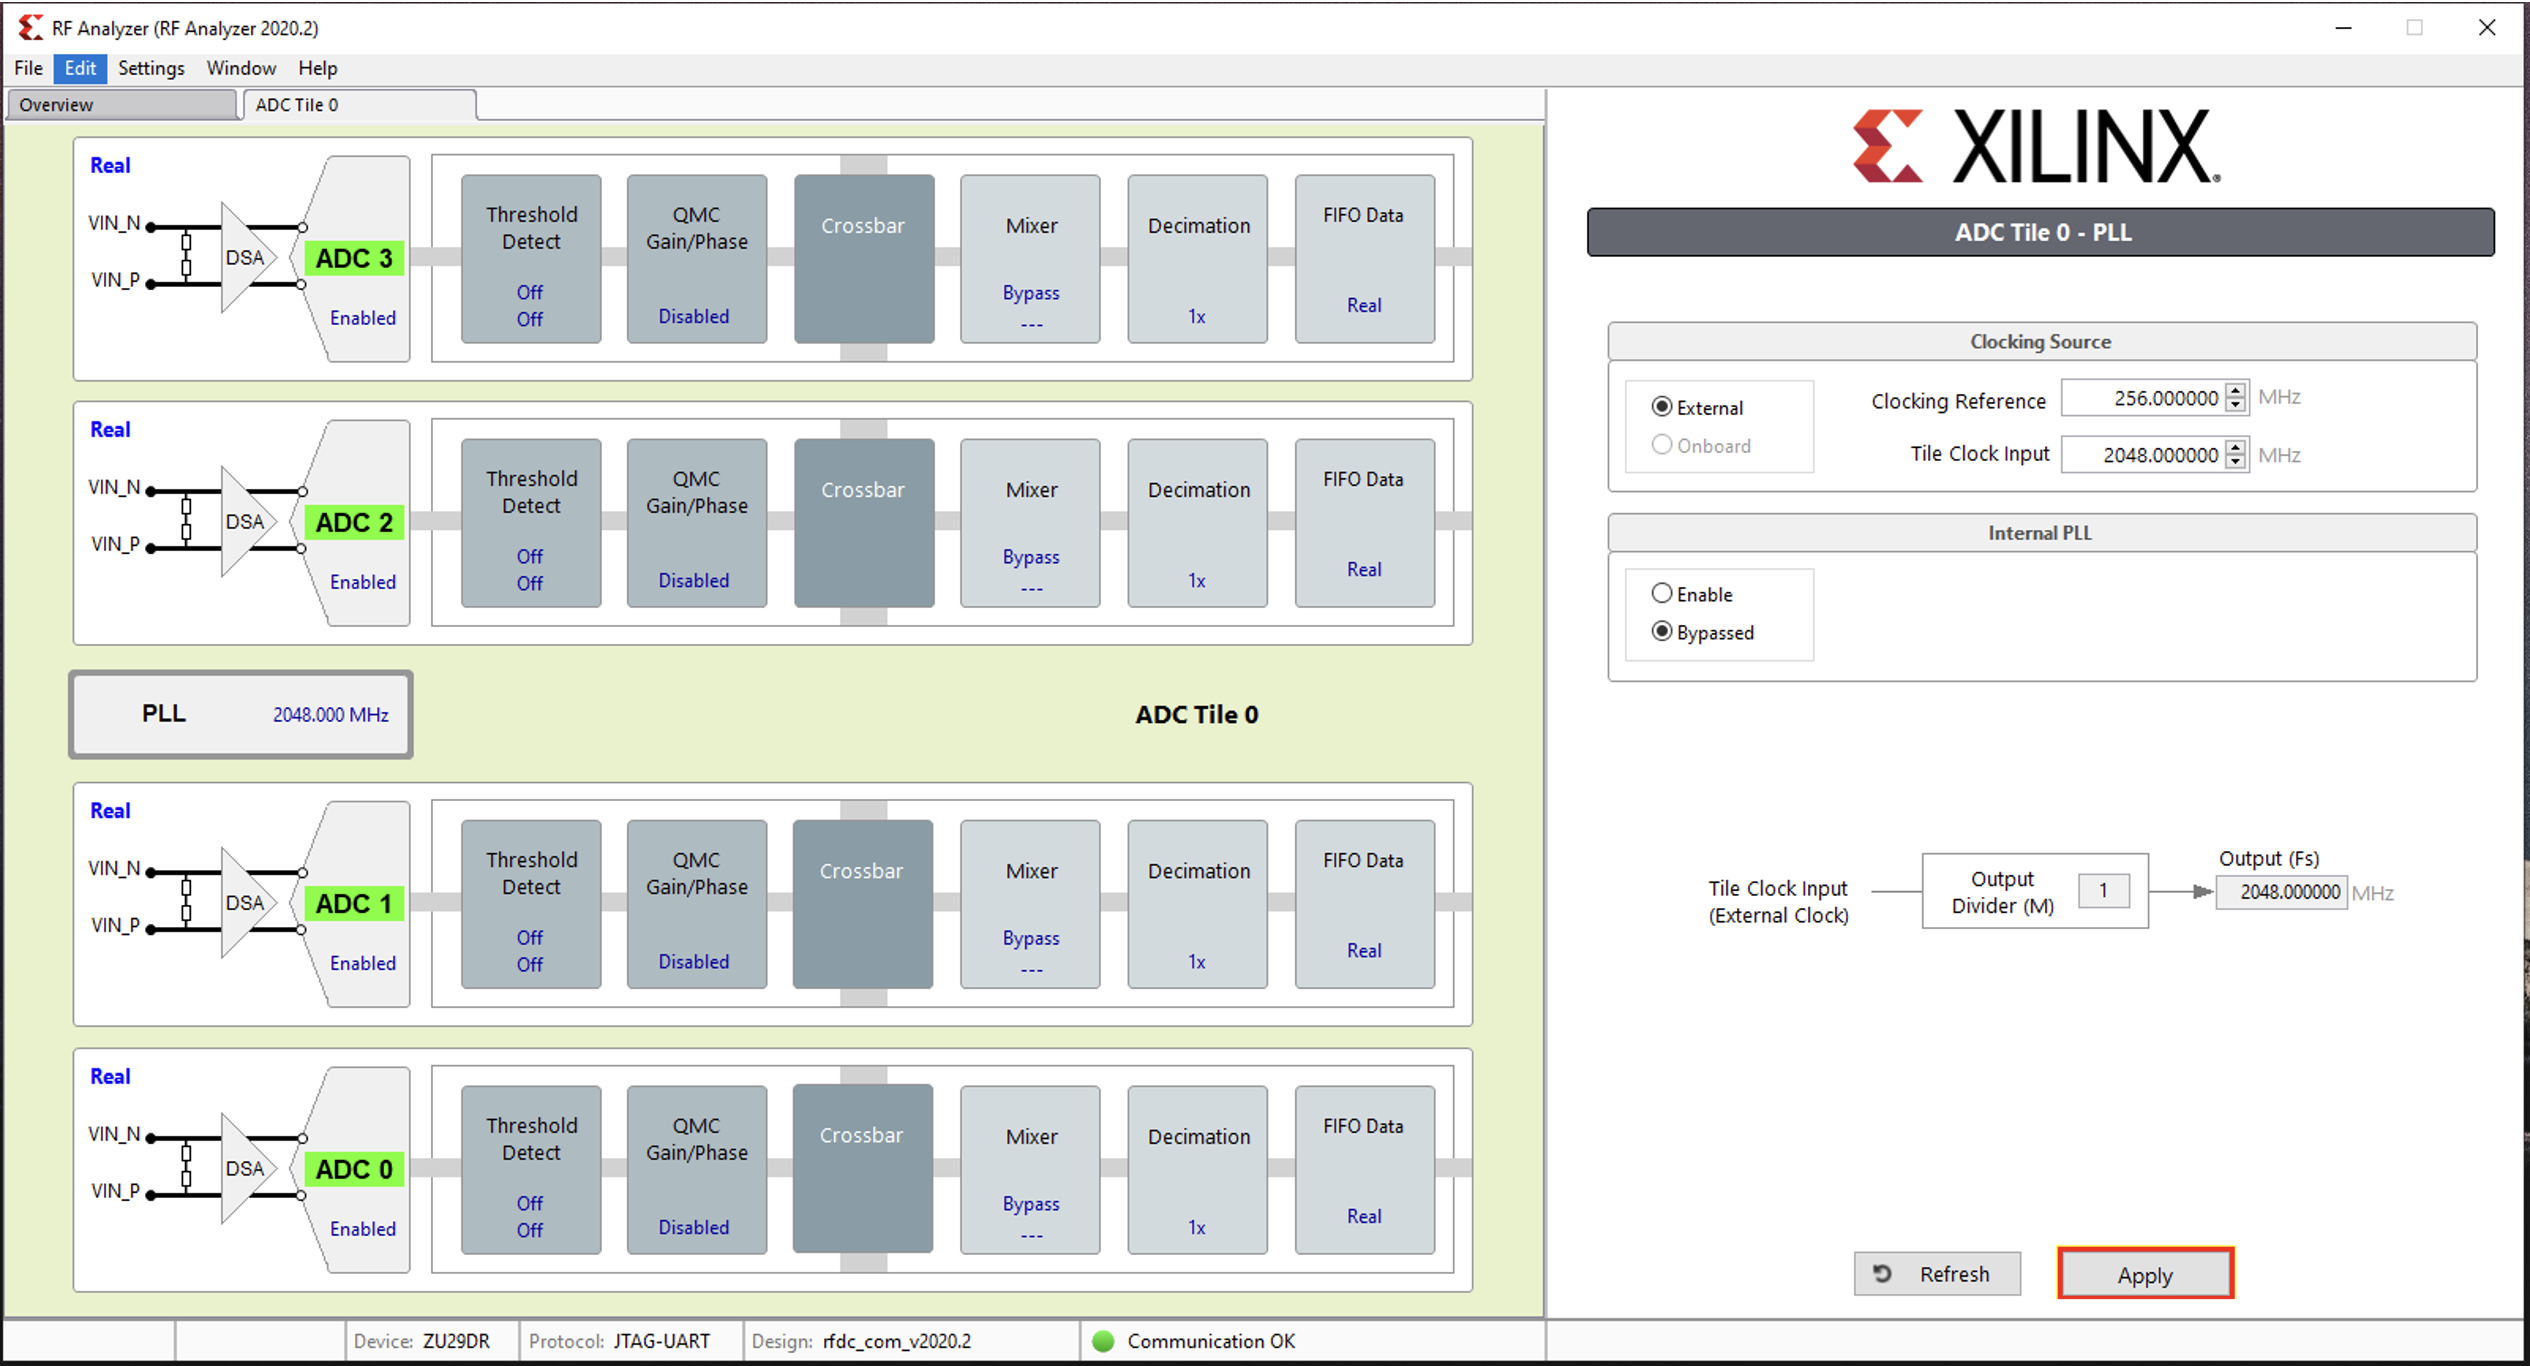 RF Analyzer (RF Analyzer 2020.2)
File Edit Settings Window Help
Overview ADC Tile 0
Real
VIN_N
VIN_P
DSA
ADC 3
Enabled
Threshold
Detect
Off
Off
QMC
Gain/Phase
Disabled
Crossbar
Mixer
Bypass
---
Decimation
1x
FIFO Data
Real
Real
VIN_N
VIN_P
DSA
ADC 2
Enabled
Threshold
Detect
Off
Off
QMC
Gain/Phase
Disabled
Crossbar
Mixer
Bypass
---
Decimation
1x
FIFO Data
Real
PLL 2048.000 MHz
ADC Tile 0
Real
VIN_N
VIN_P
DSA
ADC 1
Enabled
Threshold
Detect
Off
Off
QMC
Gain/Phase
Disabled
Crossbar
Mixer
Bypass
---
Decimation
1x
FIFO Data
Real
Real
VIN_N
VIN_P
DSA
ADC 0
Enabled
Threshold
Detect
Off
Off
QMC
Gain/Phase
Disabled
Crossbar
Mixer
Bypass
---
Decimation
1x
FIFO Data
Real
XILINX
ADC Tile 0 - PLL
Clocking Source
External
Onboard
Clocking Reference 256.000000 MHz
Tile Clock Input 2048.000000 MHz
Internal PLL
Enable
Bypassed
Tile Clock Input
(External Clock)
Output
Divider (M)
1
Output (Fs)
2048.000000 MHz
Refresh
Apply
Device: ZU29DR Protocol: JTAG-UART Design: rfdc_com_v2020.2 Communication OK